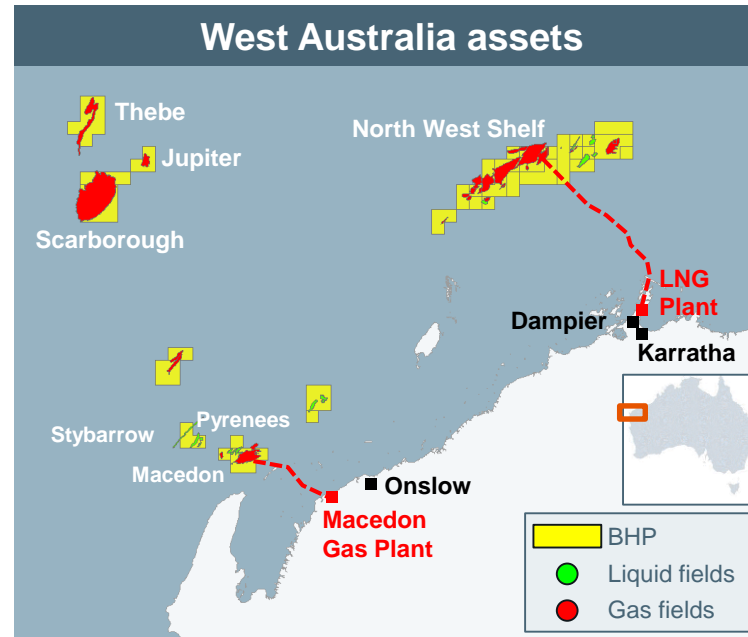 West Australia assets
Thebe
Jupiter
Scarborough
North West Shelf
LNG
Plant
Dampier
Karratha
Pyrenees
Stybarrow
Macedon
Onslow
Macedon
Gas Plant
BHP
Liquid fields
Gas fields